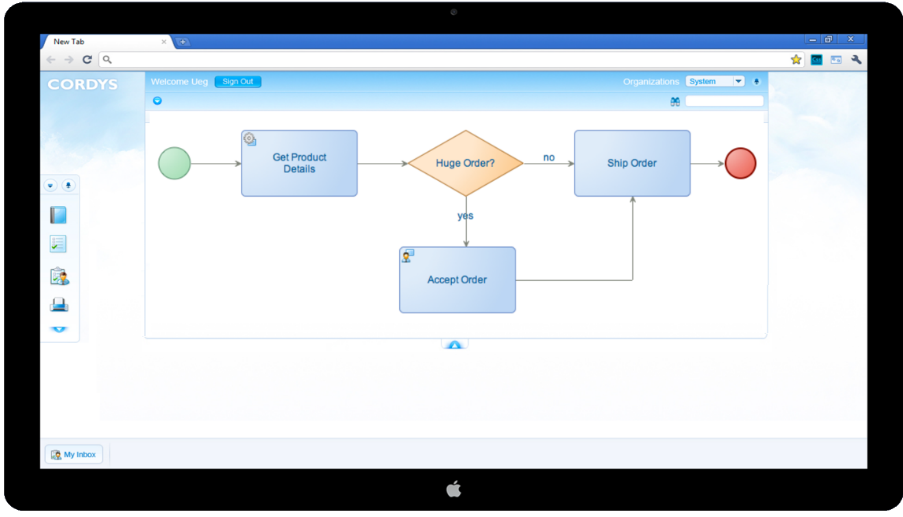 New Tab
CORDYS
Welcome Ueg
Sign Out
Organizations
System
Get Product
Details
Huge Order?
no
Ship Order
yes
Accept Order
My Inbox